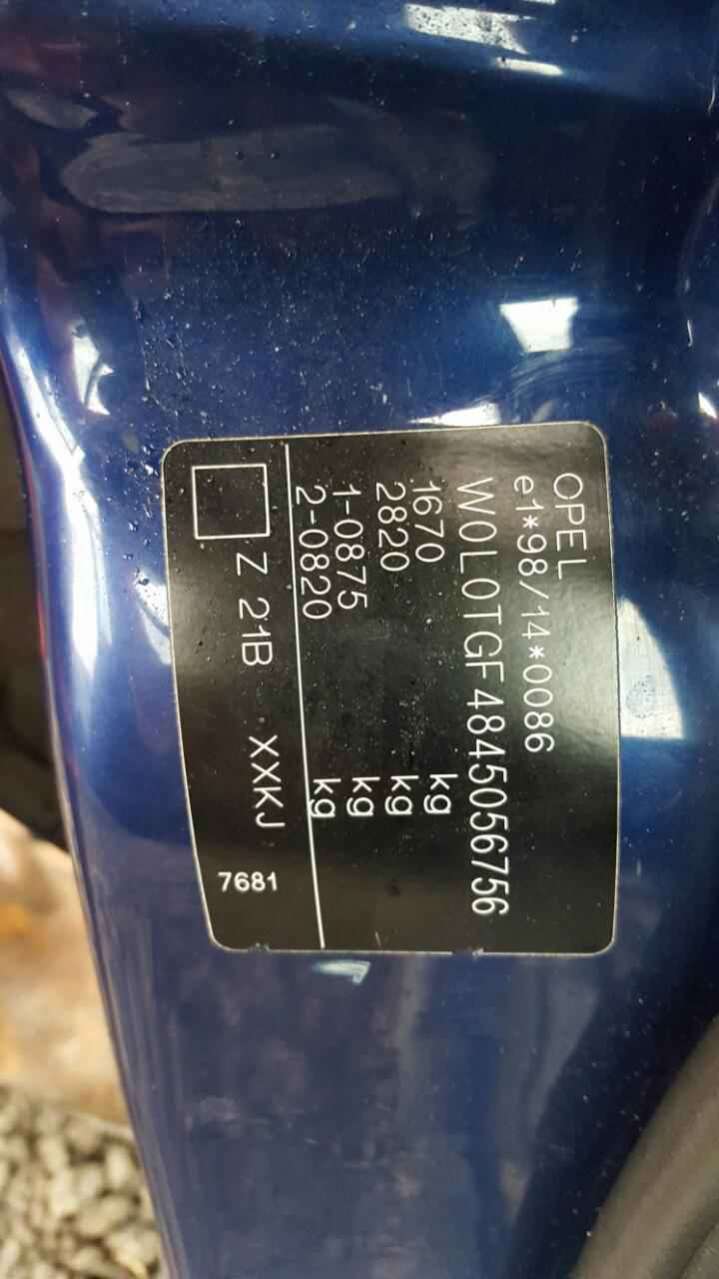 OPEL
e1*98/14*0086
W0L0TGF4845056756
1670 kg
2820 kg
1-0875 kg
2-0820 kg
Z 21B XXKJ
7681